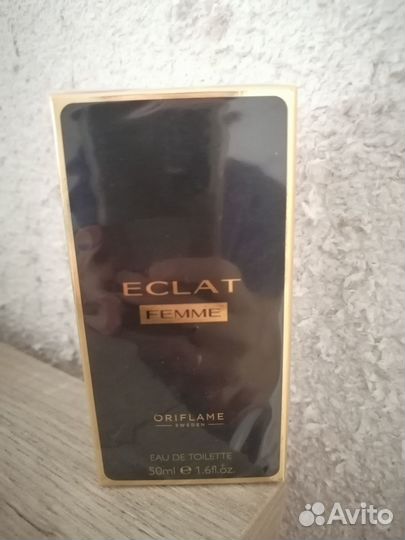 ECLAT
FEMME
ORIFLAME
SWEDEN
EAU DE TOILETTE
50ml ℮ 1.6fl.oz.
Avito